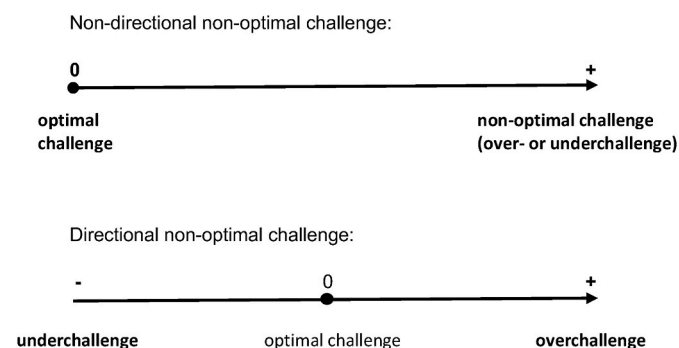 Non-directional non-optimal challenge:
0 +
optimal challenge
non-optimal challenge (over- or underchallenge)
Directional non-optimal challenge:
- 0 +
underchallenge optimal challenge overchallenge